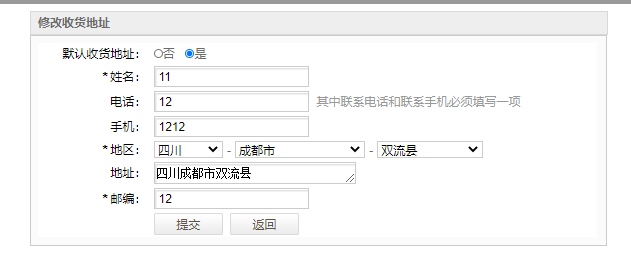 修改收货地址
默认收货地址: 否 是
*姓名: 11
电话: 12 其中联系电话和联系手机必须填写一项
手机: 1212
*地区: 四川 - 成都市 - 双流县
地址: 四川成都市双流县
*邮编: 12
提交 返回